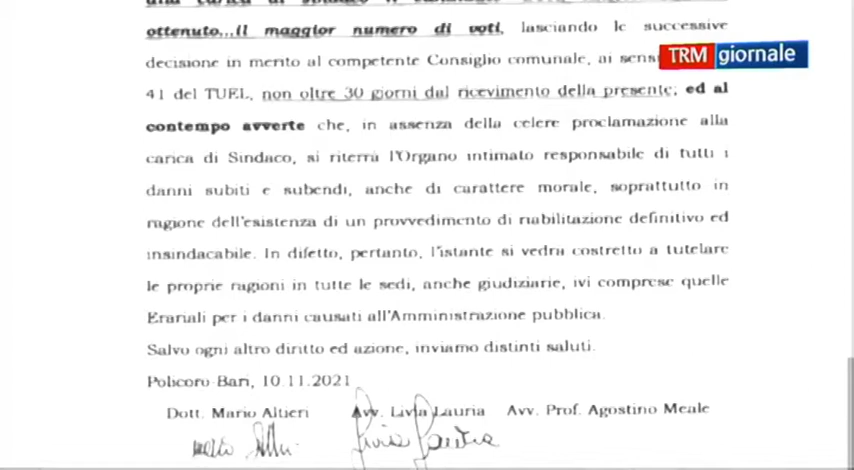 ottenuto...il maggior numero di voti, lasciando le successive
TRM giornale
decisione in merito al competente Consiglio comunale, ai sensi
41 del TUEL, non oltre 30 giorni dal ricevimento della presente; ed al
contempo avverte che, in assenza della celere proclamazione alla
carica di Sindaco, si riterrà l'Organo intimato responsabile di tutti i
danni subiti e subendi, anche di carattere morale, soprattutto in
ragione dell'esistenza di un provvedimento di riabilitazione definitivo ed
insindacabile. In difetto, pertanto, l'istante si vedrà costretto a tutelare
le proprie ragioni in tutte le sedi, anche giudiziarie, ivi comprese quelle
Erariali per i danni causati all'Amministrazione pubblica.
Salvo ogni altro diritto ed azione, inviamo distinti saluti.
Policoro-Bari, 10.11.2021
Dott. Mario Altieri Avv. Livia Lauria Avv. Prof. Agostino Meale
Livia Lauria